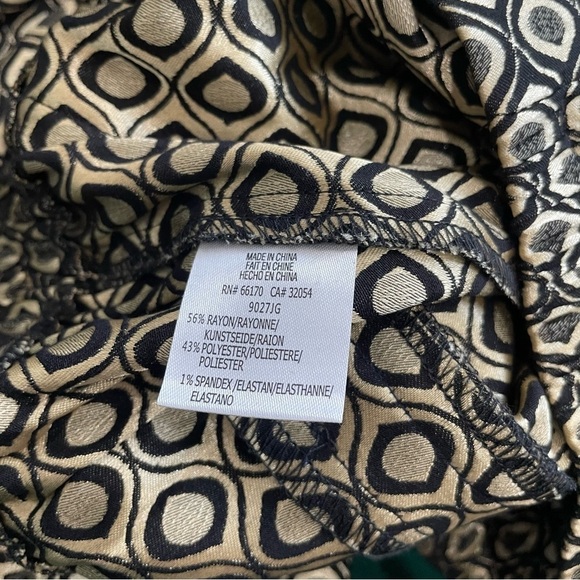 MADE IN CHINA
FAIT EN CHINE
HECHO EN CHINA
RN# 66170 CA# 32054
9027JG
56% RAYON/RAYONNE/
KUNSTSEIDE/RAION
43% POLYESTER/POLIESTERE/
POLIESTER
1% SPANDEX/ELASTAN/ELASTHANNE/
ELASTANO